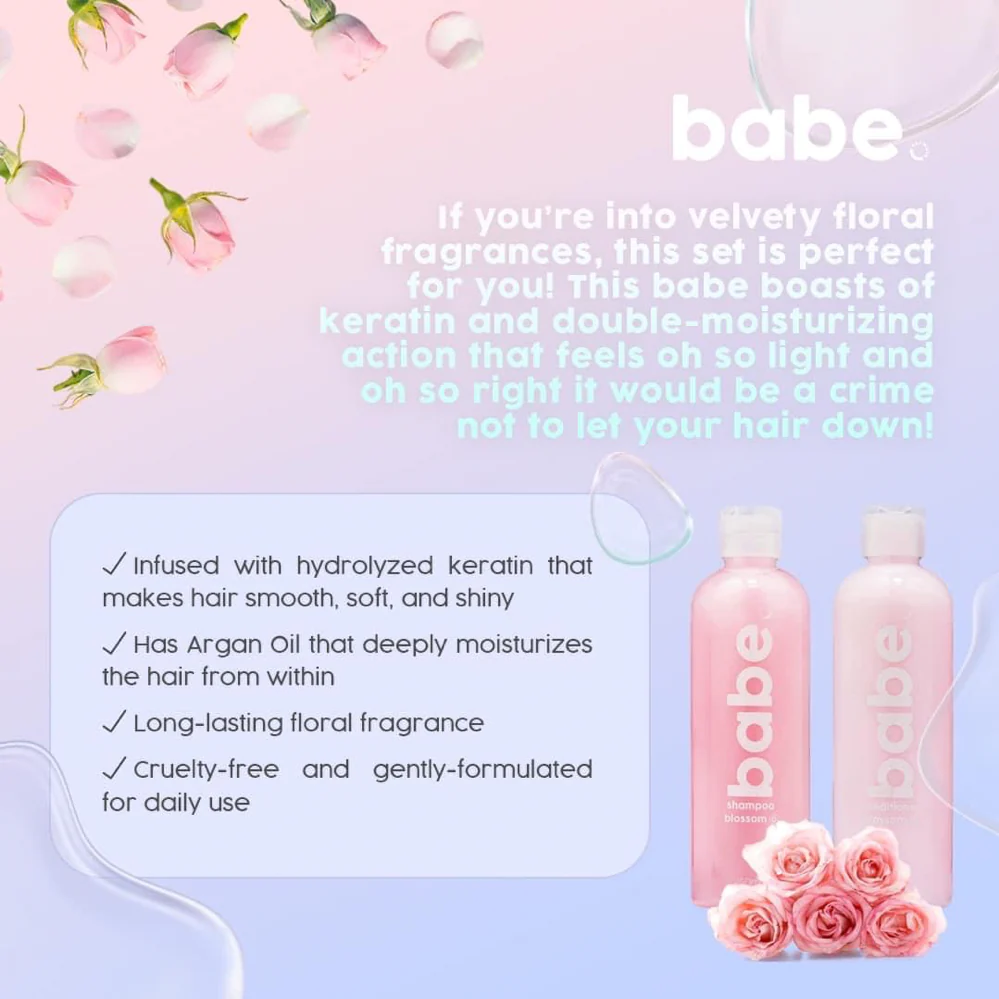 babe.
If you're into velvety floral
fragrances, this set is perfect
for you! This babe boasts of
keratin and double-moisturizing
action that feels oh so light and
oh so right it would be a crime
not to let your hair down!
✓ Infused with hydrolyzed keratin that
makes hair smooth, soft, and shiny
✓ Has Argan Oil that deeply moisturizes
the hair from within
✓ Long-lasting floral fragrance
✓ Cruelty-free and gently-formulated
for daily use
babe
shampoo
blossom
babe